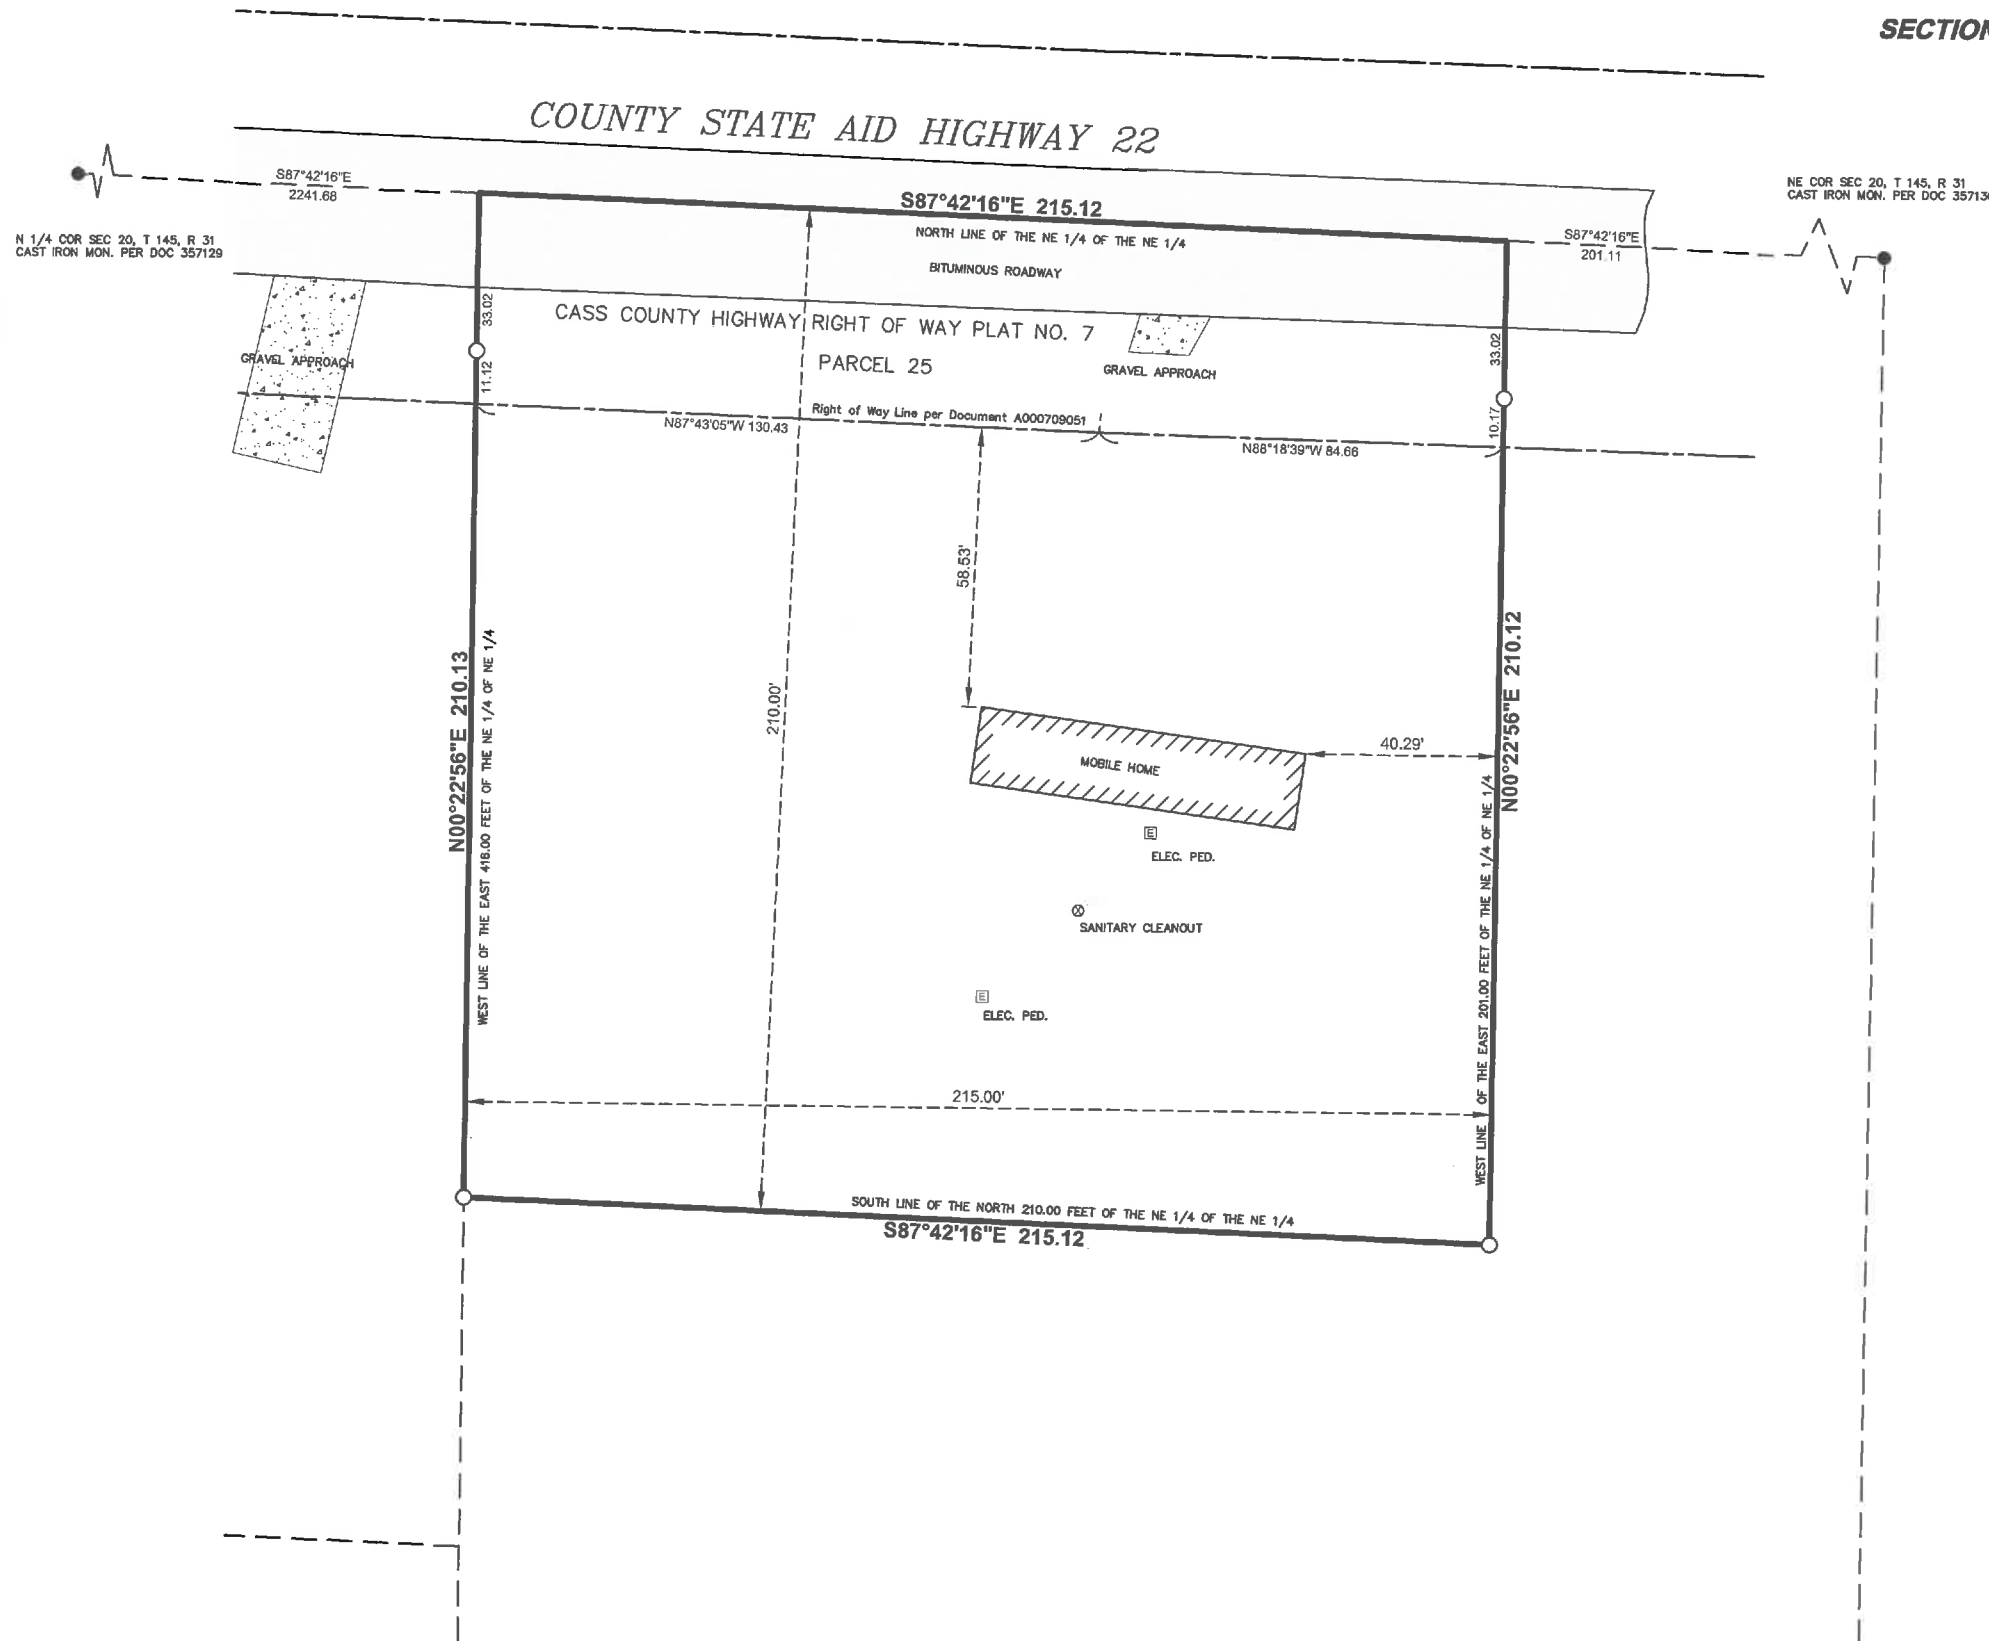 SECTION
COUNTY STATE AID HIGHWAY 22
S87°42'16"E
2241.68
N 1/4 COR SEC 20, T 145, R 31
CAST IRON MON. PER DOC 357129
S87°42'16"E 215.12
NORTH LINE OF THE NE 1/4 OF THE NE 1/4
BITUMINOUS ROADWAY
S87°42'16"E
201.11
NE COR SEC 20, T 145, R 31
CAST IRON MON. PER DOC 357130
33.02
11.12
CASS COUNTY HIGHWAY RIGHT OF WAY PLAT NO. 7
PARCEL 25
GRAVEL APPROACH
GRAVEL APPROACH
33.02
10.17
Right of Way Line per Document A000709051
N87°43'05"W 130.43
N88°18'39"W 84.66
58.53'
210.00'
N00°22'56"E 210.13
WEST LINE OF THE EAST 416.00 FEET OF THE NE 1/4 OF NE 1/4
N00°22'56"E 210.12
WEST LINE OF THE EAST 201.00 FEET OF THE NE 1/4 OF NE 1/4
40.29'
MOBILE HOME
E
ELEC. PED.
SANITARY CLEANOUT
E
ELEC. PED.
215.00'
SOUTH LINE OF THE NORTH 210.00 FEET OF THE NE 1/4 OF THE NE 1/4
S87°42'16"E 215.12